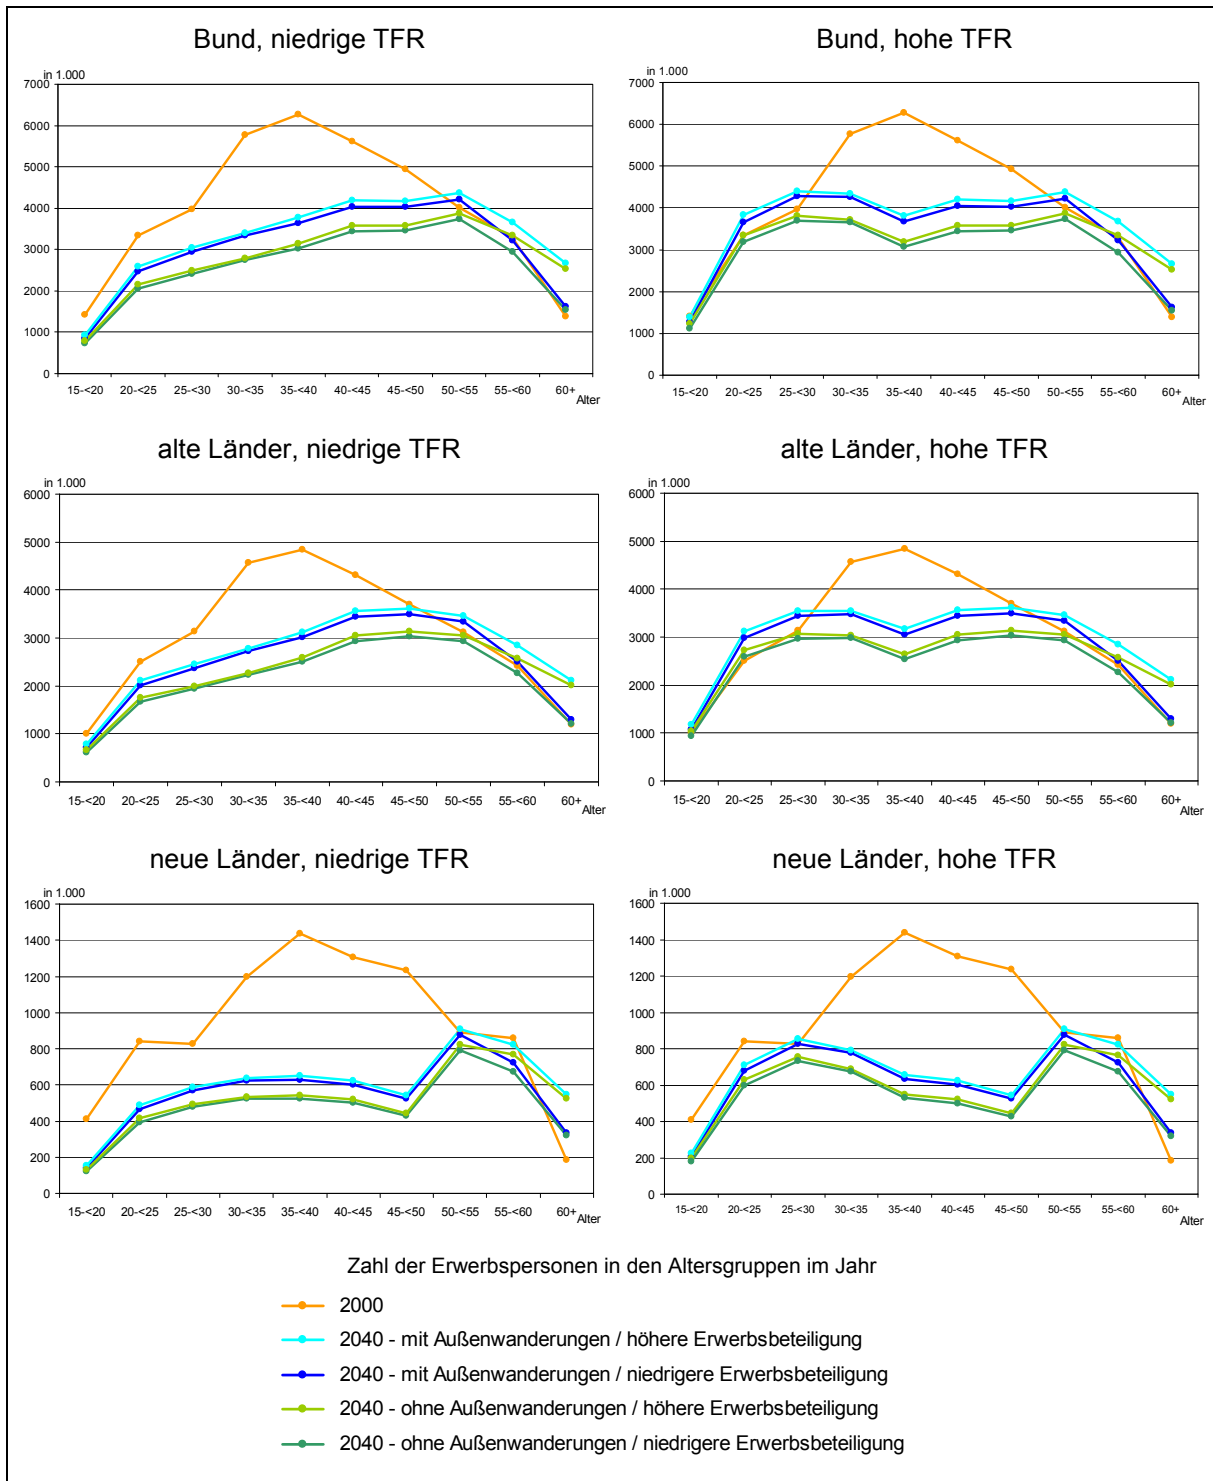 Bund, niedrige TFR
in 1.000
7000
6000
5000
4000
3000
2000
1000
0
15-<20 20-<25 25-<30 30-<35 35-<40 40-<45 45-<50 50-<55 55-<60 60+
Alter
Bund, hohe TFR
in 1.000
7000
6000
5000
4000
3000
2000
1000
0
15-<20 20-<25 25-<30 30-<35 35-<40 40-<45 45-<50 50-<55 55-<60 60+
Alter
alte Länder, niedrige TFR
in 1.000
6000
5000
4000
3000
2000
1000
0
15-<20 20-<25 25-<30 30-<35 35-<40 40-<45 45-<50 50-<55 55-<60 60+
Alter
alte Länder, hohe TFR
in 1.000
6000
5000
4000
3000
2000
1000
0
15-<20 20-<25 25-<30 30-<35 35-<40 40-<45 45-<50 50-<55 55-<60 60+
Alter
neue Länder, niedrige TFR
in 1.000
1600
1400
1200
1000
800
600
400
200
0
15-<20 20-<25 25-<30 30-<35 35-<40 40-<45 45-<50 50-<55 55-<60 60+
Alter
neue Länder, hohe TFR
in 1.000
1600
1400
1200
1000
800
600
400
200
0
15-<20 20-<25 25-<30 30-<35 35-<40 40-<45 45-<50 50-<55 55-<60 60+
Alter
Zahl der Erwerbspersonen in den Altersgruppen im Jahr
2000
2040 - mit Außenwanderungen / höhere Erwerbsbeteiligung
2040 - mit Außenwanderungen / niedrigere Erwerbsbeteiligung
2040 - ohne Außenwanderungen / höhere Erwerbsbeteiligung
2040 - ohne Außenwanderungen / niedrigere Erwerbsbeteiligung